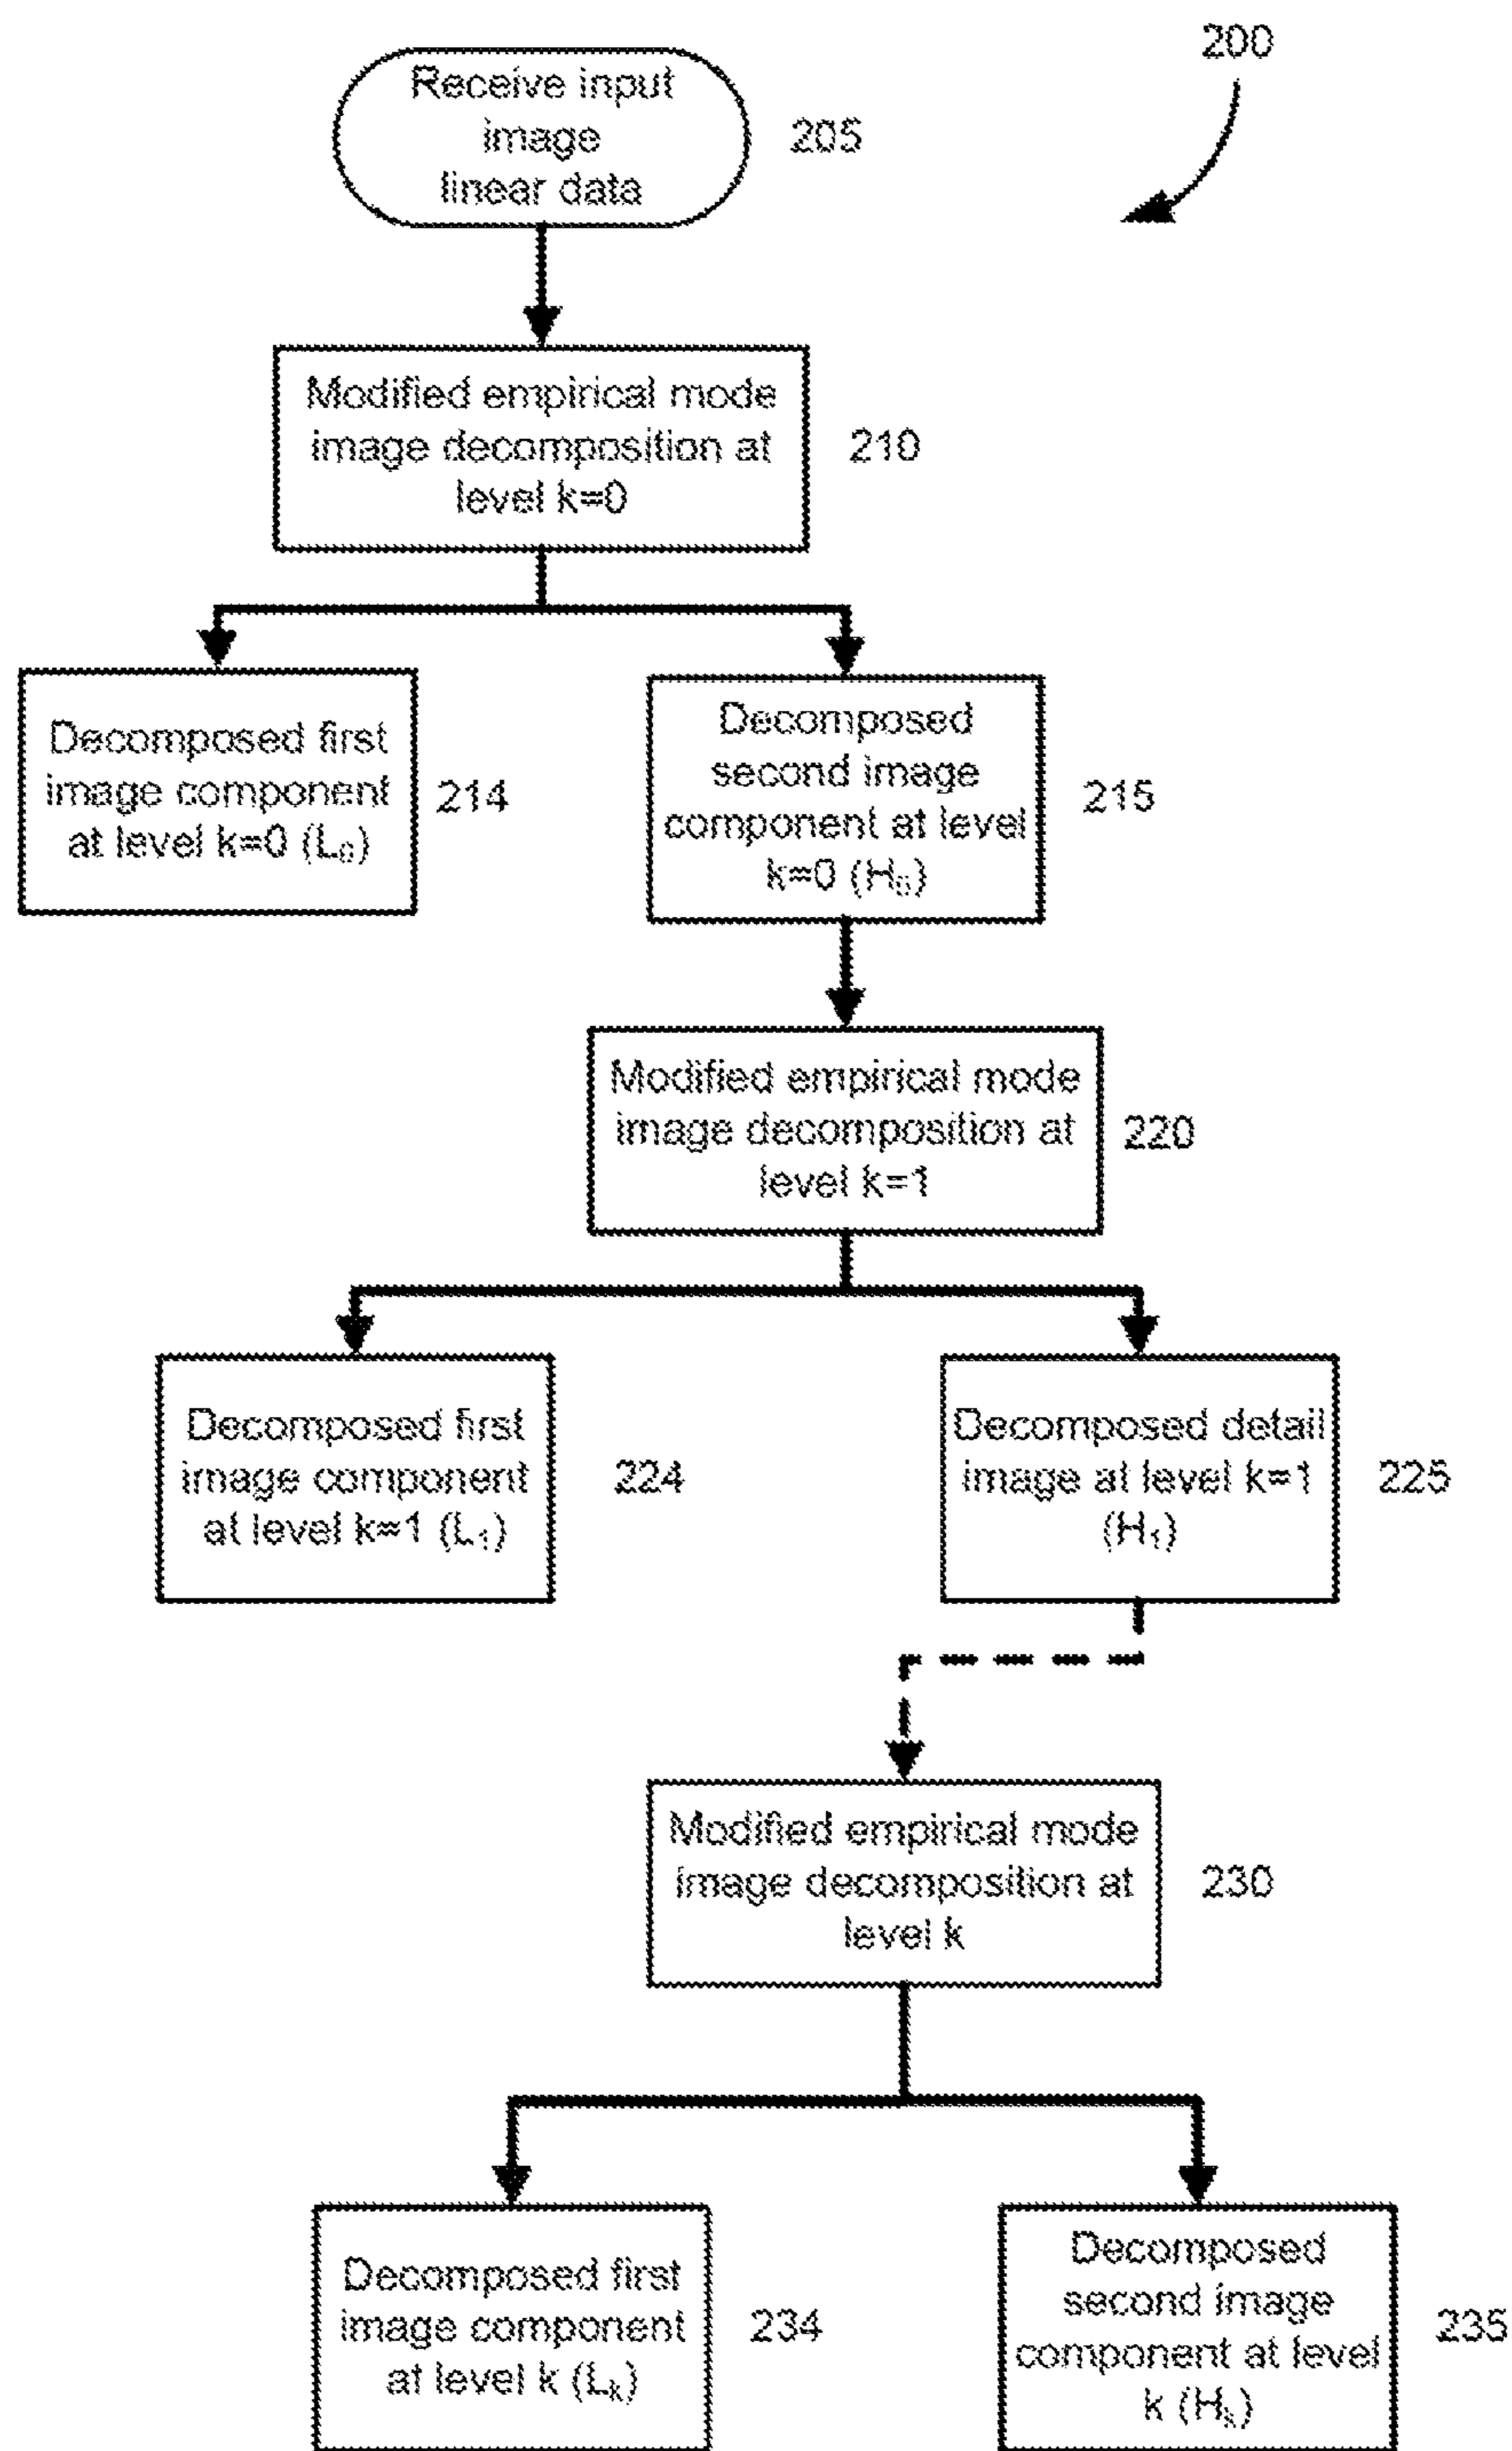 200
Receive input
image
linear data
205
Modified empirical mode
image decomposition at
level k=0
210
Decomposed first
image component
at level k=0 (L₀)
214
Decomposed
second image
component at level
k=0 (H₀)
215
Modified empirical mode
image decomposition at
level k=1
220
Decomposed first
image component
at level k=1 (L₁)
224
Decomposed detail
image at level k=1
(H₁)
225
Modified empirical mode
image decomposition at
level k
230
Decomposed first
image component
at level k (Lₖ)
234
Decomposed
second image
component at level
k (Hₖ)
235